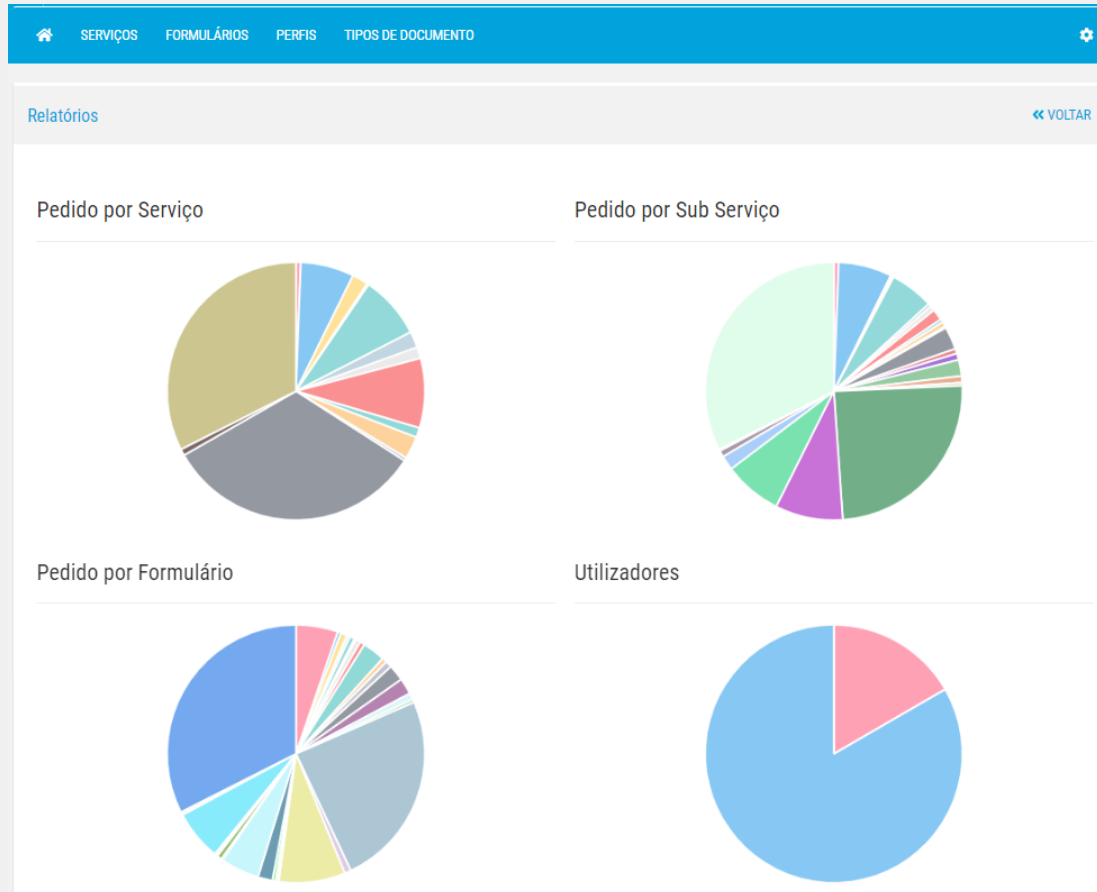 SERVIÇOS FORMULÁRIOS PERFIS TIPOS DE DOCUMENTO
Relatórios
VOLTAR
Pedido por Serviço
Pedido por Sub Serviço
Pedido por Formulário
Utilizadores